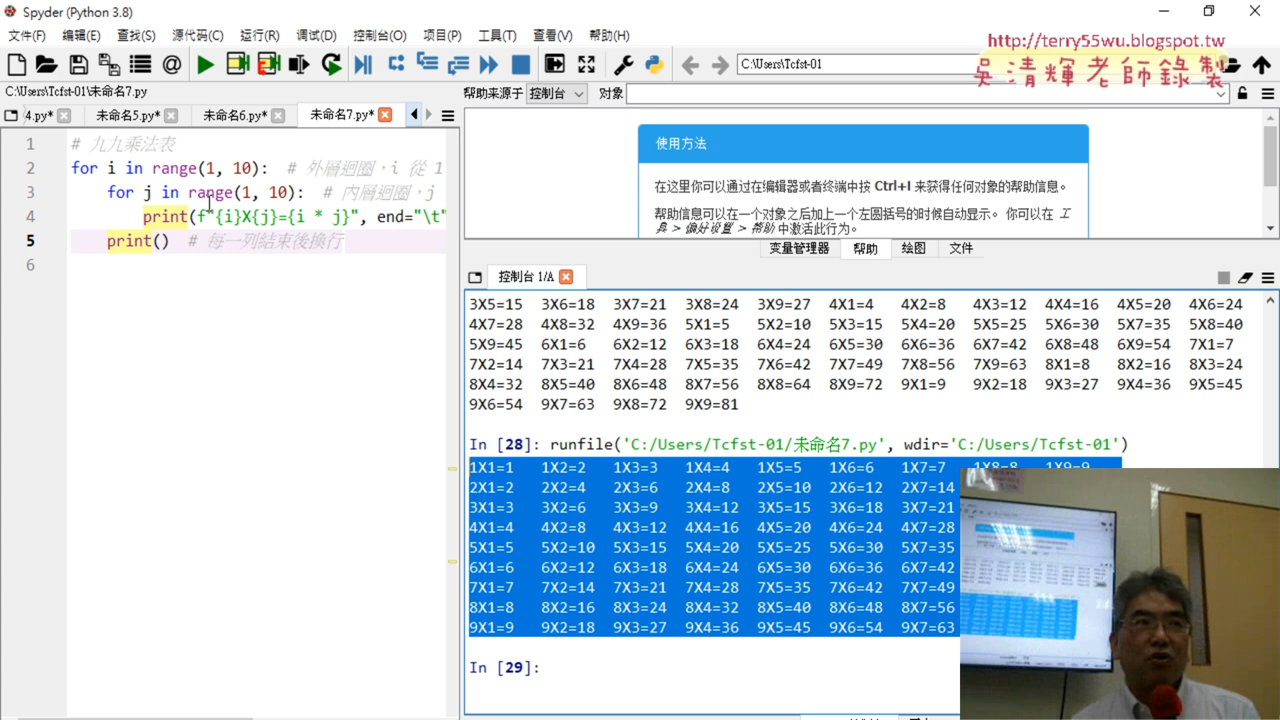 Spyder (Python 3.8)
文件(F) 编辑(E) 查找(S) 源代码(C) 运行(R) 调试(D) 控制台(O) 项目(P) 工具(T) 查看(V) 帮助(H)
http://terry55wu.blogspot.tw
吳清輝老師錄製
C:\Users\Tcfst-01
C:\Users\Tcfst-01\未命名7.py
帮助来源于 控制台 对象
4.py* 未命名5.py* 未命名6.py* 未命名7.py*
1 # 九九乘法表
2 for i in range(1, 10): # 外層迴圈，i 從 1
3 for j in range(1, 10): # 內層迴圈，j
4 print(f"{i}X{j}={i * j}", end="\t"
5 print() # 每一列結束後換行
6
使用方法
在这里你可以通过在编辑器或者终端中按 Ctrl+I 来获得任何对象的帮助信息。
帮助信息可以在一个对象之后加上一个左圆括号的时候自动显示。 你可以在 工
具 > 偏好设置 > 帮助 中激活此行为。
变量管理器 帮助 绘图 文件
控制台 1/A
3X5=15 3X6=18 3X7=21 3X8=24 3X9=27 4X1=4 4X2=8 4X3=12 4X4=16 4X5=20 4X6=24
4X7=28 4X8=32 4X9=36 5X1=5 5X2=10 5X3=15 5X4=20 5X5=25 5X6=30 5X7=35 5X8=40
5X9=45 6X1=6 6X2=12 6X3=18 6X4=24 6X5=30 6X6=36 6X7=42 6X8=48 6X9=54 7X1=7
7X2=14 7X3=21 7X4=28 7X5=35 7X6=42 7X7=49 7X8=56 7X9=63 8X1=8 8X2=16 8X3=24
8X4=32 8X5=40 8X6=48 8X7=56 8X8=64 8X9=72 9X1=9 9X2=18 9X3=27 9X4=36 9X5=45
9X6=54 9X7=63 9X8=72 9X9=81
In [28]: runfile('C:/Users/Tcfst-01/未命名7.py', wdir='C:/Users/Tcfst-01')
1X1=1 1X2=2 1X3=3 1X4=4 1X5=5 1X6=6 1X7=7 1X8=8 1X9=9
2X1=2 2X2=4 2X3=6 2X4=8 2X5=10 2X6=12 2X7=14
3X1=3 3X2=6 3X3=9 3X4=12 3X5=15 3X6=18 3X7=21
4X1=4 4X2=8 4X3=12 4X4=16 4X5=20 4X6=24 4X7=28
5X1=5 5X2=10 5X3=15 5X4=20 5X5=25 5X6=30 5X7=35
6X1=6 6X2=12 6X3=18 6X4=24 6X5=30 6X6=36 6X7=42
7X1=7 7X2=14 7X3=21 7X4=28 7X5=35 7X6=42 7X7=49
8X1=8 8X2=16 8X3=24 8X4=32 8X5=40 8X6=48 8X7=56
9X1=9 9X2=18 9X3=27 9X4=36 9X5=45 9X6=54 9X7=63
In [29]: